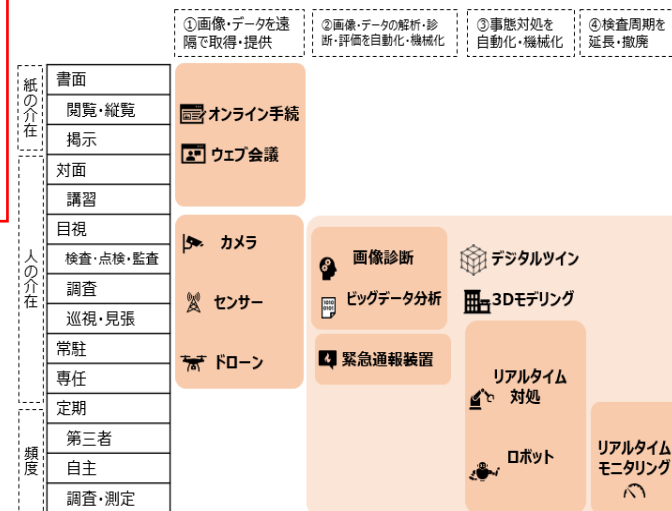 ①画像・データを遠
隔で取得・提供
②画像・データの解析・診
断・評価を自動化・機械化
③事態対処を
自動化・機械化
④検査周期を
延長・撤廃
紙の介在
書面
閲覧・縦覧
掲示
人の介在
対面
講習
目視
検査・点検・監査
調査
巡視・見張
常駐
専任
頻度
定期
第三者
自主
調査・測定
オンライン手続
ウェブ会議
カメラ
センサー
ドローン
画像診断
ビッグデータ分析
緊急通報装置
デジタルツイン
3Dモデリング
リアルタイム
対処
ロボット
リアルタイム
モニタリング